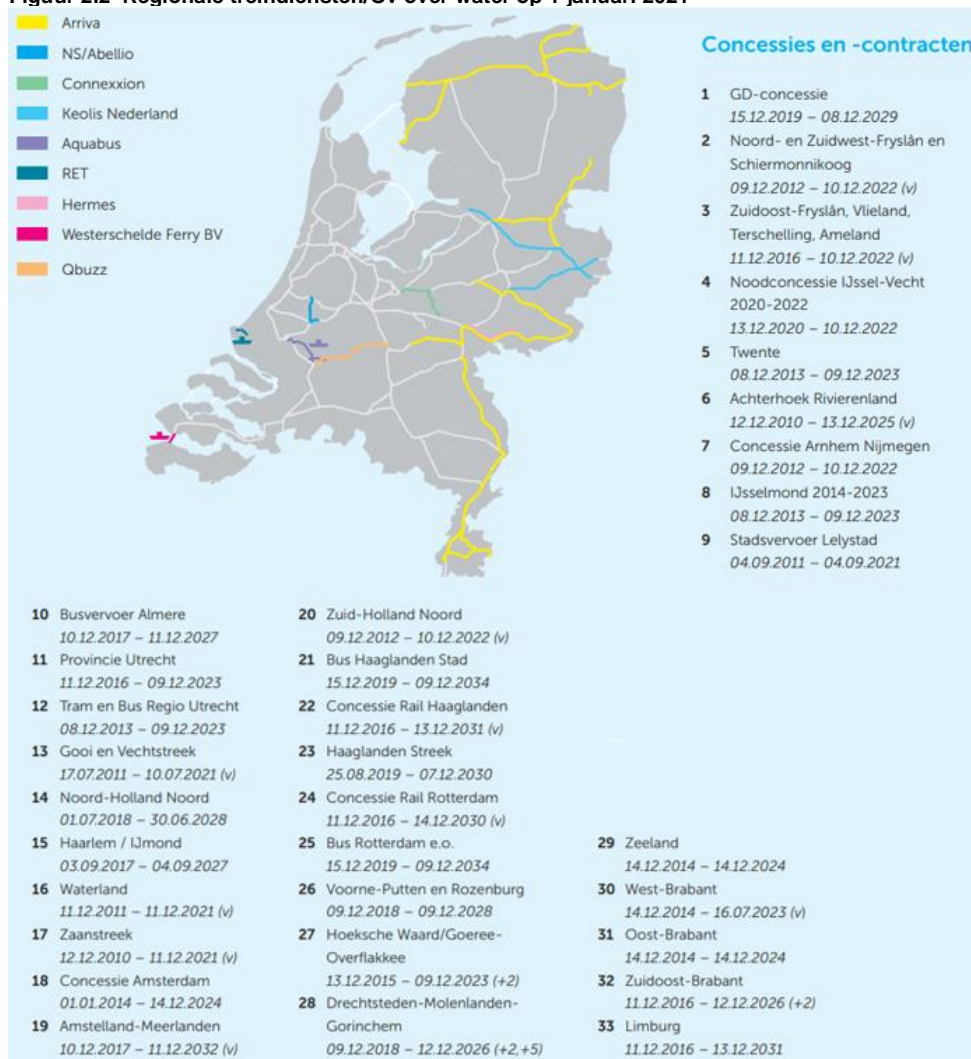 Figuur 2.2 Regionale treindiensten/OV over water op 1 januari 2021
Arriva
NS/Abellio
Connexxion
Keolis Nederland
Aquabus
RET
Hermes
Westerschelde Ferry BV
Qbuzz
Concessies en -contracten
1 GD-concessie
15.12.2019 – 08.12.2029
2 Noord- en Zuidwest-Fryslân en
Schiermonnikoog
09.12.2012 – 10.12.2022 (v)
3 Zuidoost-Fryslân, Vlieland,
Terschelling, Ameland
11.12.2016 – 10.12.2022 (v)
4 Noodconcessie IJssel-Vecht
2020-2022
13.12.2020 – 10.12.2022
5 Twente
08.12.2013 – 09.12.2023
6 Achterhoek Rivierenland
12.12.2010 – 13.12.2025 (v)
7 Concessie Arnhem Nijmegen
09.12.2012 – 10.12.2022
8 IJsselmond 2014-2023
08.12.2013 – 09.12.2023
9 Stadsvervoer Lelystad
04.09.2011 – 04.09.2021
10 Busvervoer Almere
10.12.2017 – 11.12.2027
11 Provincie Utrecht
11.12.2016 – 09.12.2023
12 Tram en Bus Regio Utrecht
08.12.2013 – 09.12.2023
13 Gooi en Vechtstreek
17.07.2011 – 10.07.2021 (v)
14 Noord-Holland Noord
01.07.2018 – 30.06.2028
15 Haarlem / IJmond
03.09.2017 – 04.09.2027
16 Waterland
11.12.2011 – 11.12.2021 (v)
17 Zaanstreek
12.12.2010 – 11.12.2021 (v)
18 Concessie Amsterdam
01.01.2014 – 14.12.2024
19 Amstelland-Meerlanden
10.12.2017 – 11.12.2032 (v)
20 Zuid-Holland Noord
09.12.2012 – 10.12.2022 (v)
21 Bus Haaglanden Stad
15.12.2019 – 09.12.2034
22 Concessie Rail Haaglanden
11.12.2016 – 13.12.2031 (v)
23 Haaglanden Streek
25.08.2019 – 07.12.2030
24 Concessie Rail Rotterdam
11.12.2016 – 14.12.2030 (v)
25 Bus Rotterdam e.o.
15.12.2019 – 09.12.2034
26 Voorne-Putten en Rozenburg
09.12.2018 – 09.12.2028
27 Hoeksche Waard/Goeree-
Overflakkee
13.12.2015 – 09.12.2023 (+2)
28 Drechtsteden-Molenlanden-
Gorinchem
09.12.2018 – 12.12.2026 (+2,+5)
29 Zeeland
14.12.2014 – 14.12.2024
30 West-Brabant
14.12.2014 – 16.07.2023 (v)
31 Oost-Brabant
14.12.2014 – 14.12.2024
32 Zuidoost-Brabant
11.12.2016 – 12.12.2026 (+2)
33 Limburg
11.12.2016 – 13.12.2031